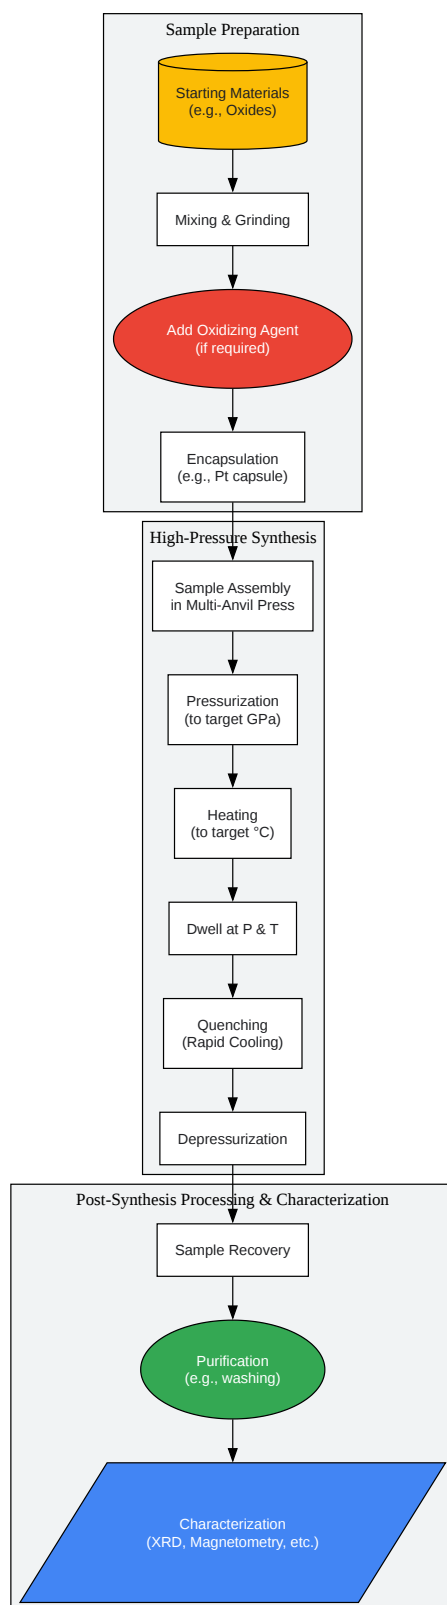 Sample Preparation
Starting Materials
(e.g., Oxides)
Mixing & Grinding
Add Oxidizing Agent
(if required)
Encapsulation
(e.g., Pt capsule)
High-Pressure Synthesis
Sample Assembly
in Multi-Anvil Press
Pressurization
(to target GPa)
Heating
(to target °C)
Dwell at P & T
Quenching
(Rapid Cooling)
Depressurization
Post-Synthesis Processing & Characterization
Sample Recovery
Purification
(e.g., washing)
Characterization
(XRD, Magnetometry, etc.)